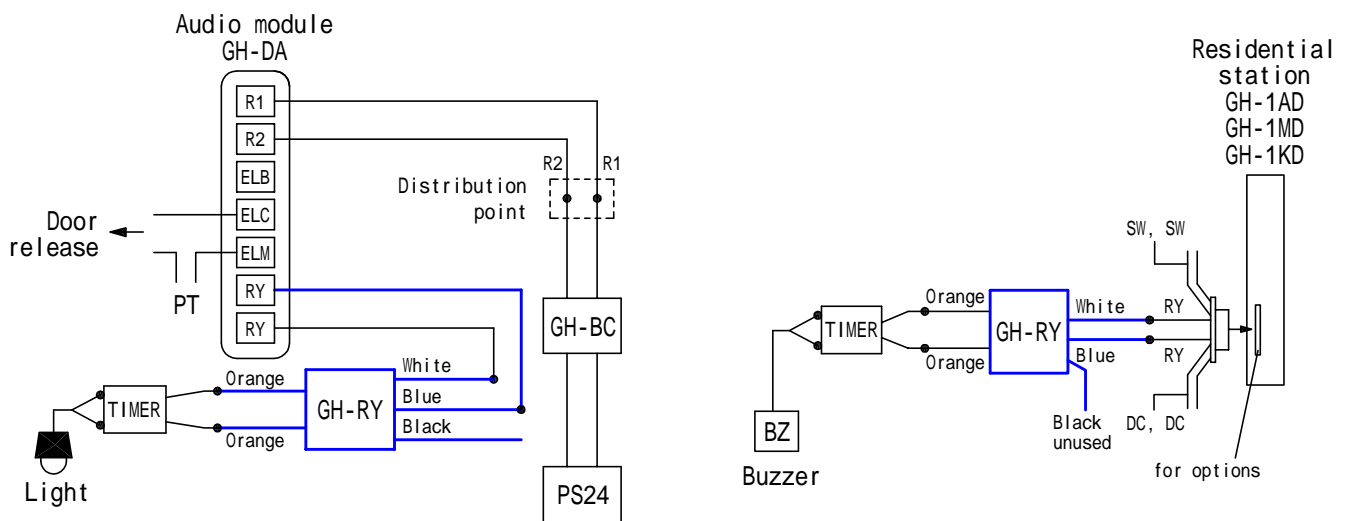 Audio module
GH-DA
R1
R2
ELB
ELC
ELM
RY
RY
Door
release
PT
R2
R1
Distribution
point
GH-BC
PS24
White
Blue
Black
Orange
Orange
GH-RY
TIMER
Light
Residential
station
GH-1AD
GH-1MD
GH-1KD
SW, SW
Orange
Orange
TIMER
GH-RY
White
Blue
RY
RY
Black
unused
DC, DC
for options
BZ
Buzzer